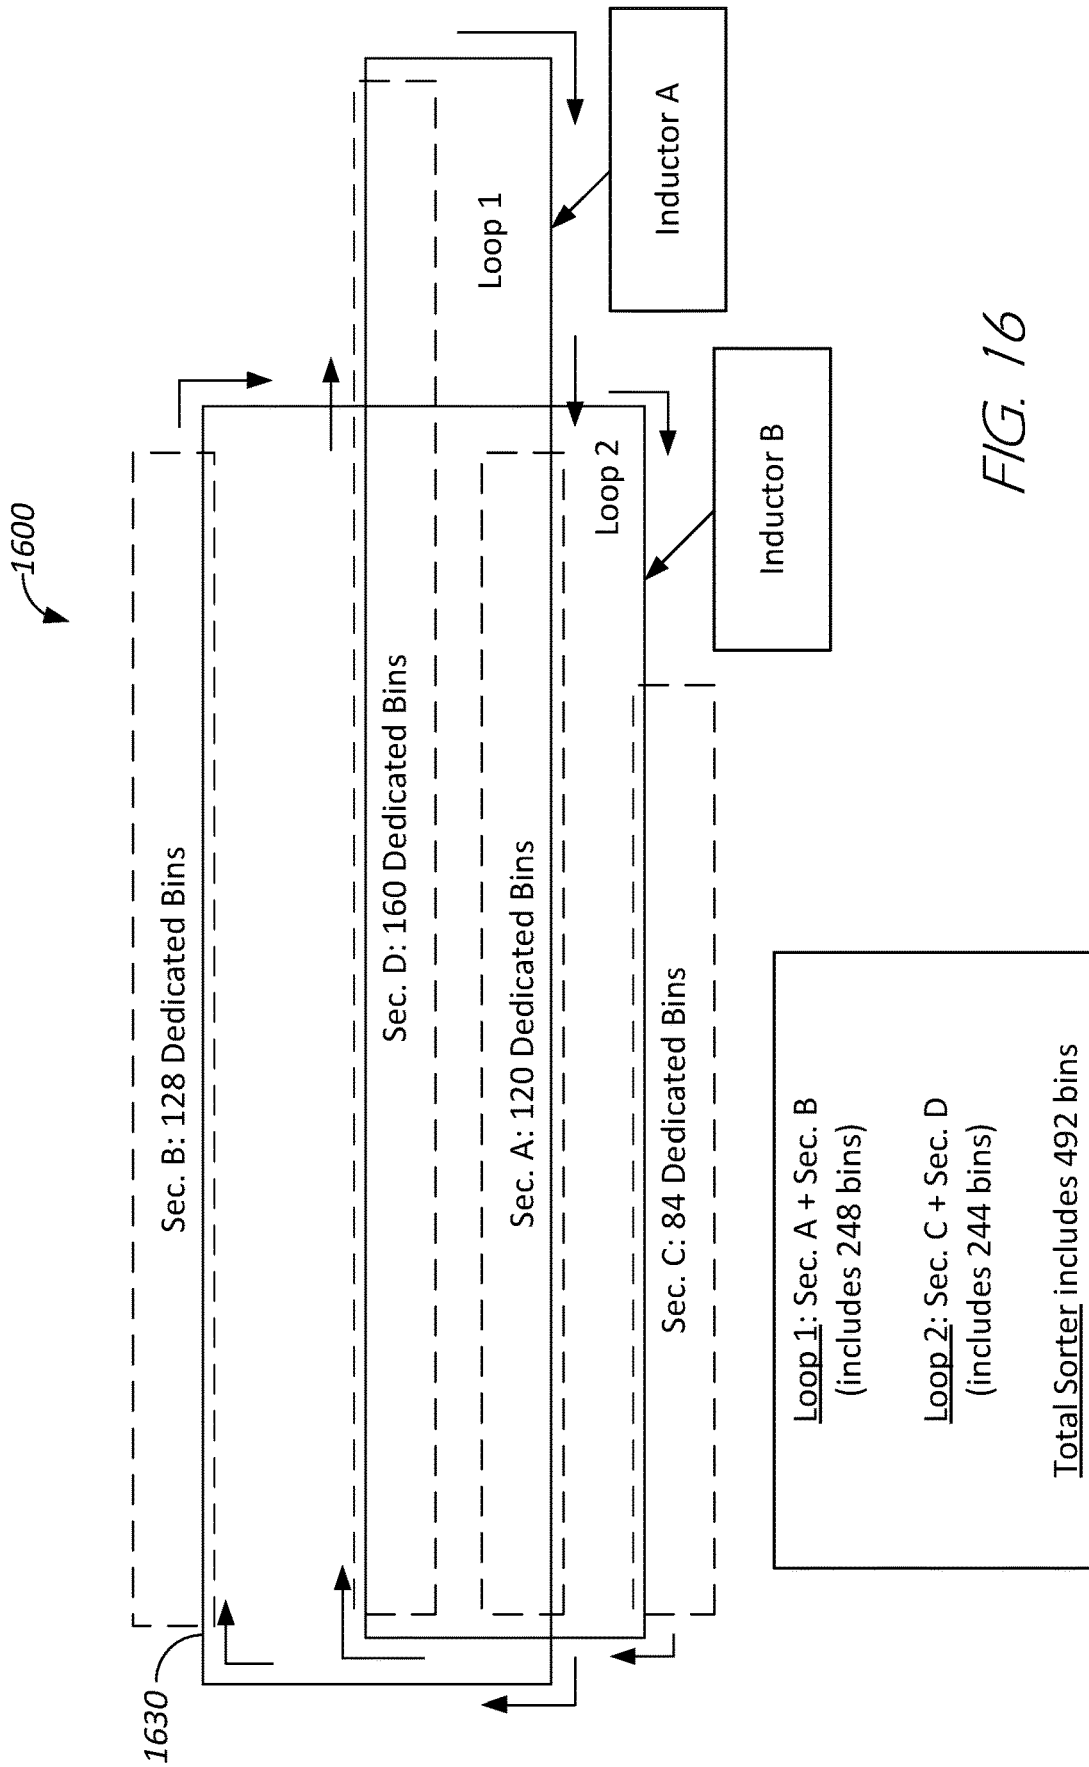 1600
1630
Sec. B: 128 Dedicated Bins
Sec. D: 160 Dedicated Bins
Loop 1
Sec. A: 120 Dedicated Bins
Loop 2
Sec. C: 84 Dedicated Bins
Inductor A
Inductor B
Loop 1: Sec. A + Sec. B
(includes 248 bins)
Loop 2: Sec. C + Sec. D
(includes 244 bins)
Total Sorter includes 492 bins
FIG. 16